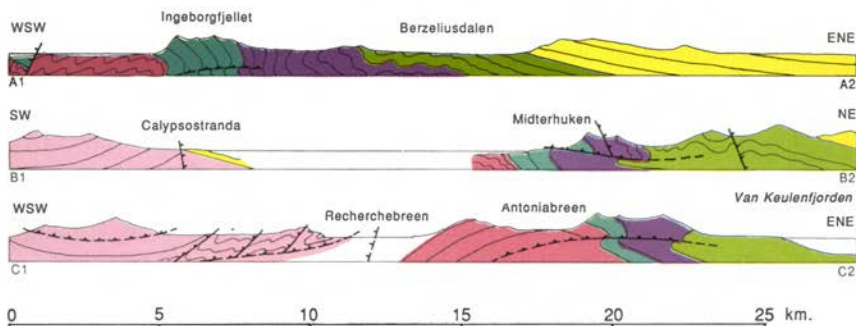 Ingeborgfjellet
WSW
Berzeliusdalen
ENE
A1
A2
SW
Calypsostranda
Midterhuken
NE
B1
B2
WSW
Recherchebreen
Antoniabreen
Van Keulenfjorden
ENE
C1
C2
0 5 10 15 20 25 km.